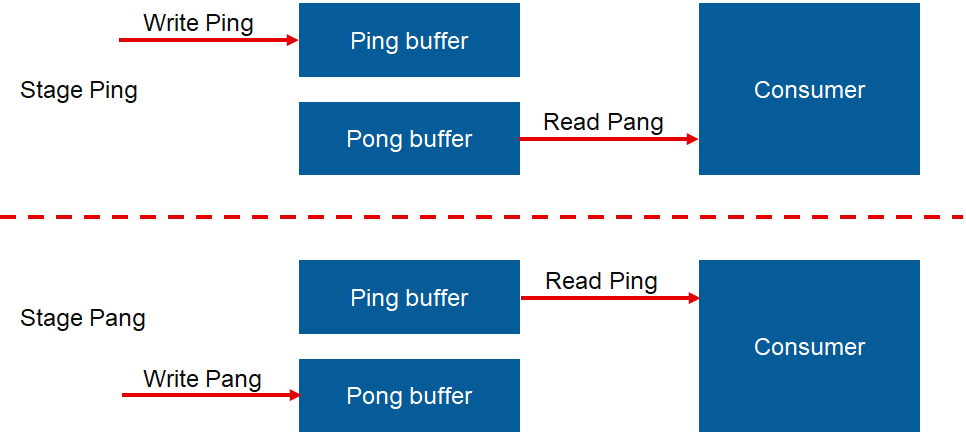 Write Ping
Ping buffer
Stage Ping
Consumer
Pong buffer
Read Pang
Ping buffer
Read Ping
Stage Pang
Consumer
Write Pang
Pong buffer